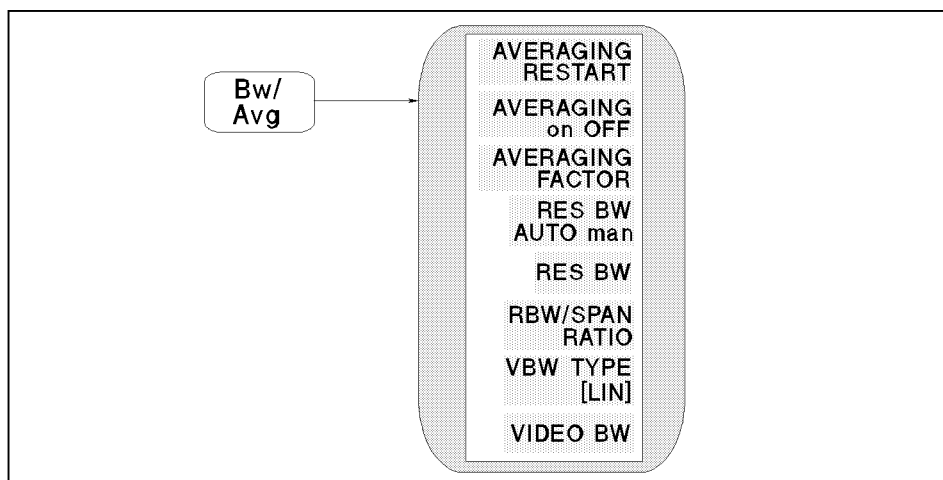 Bw/
Avg
AVERAGING
RESTART
AVERAGING
on OFF
AVERAGING
FACTOR
RES BW
AUTO man
RES BW
RBW/SPAN
RATIO
VBW TYPE
[LIN]
VIDEO BW